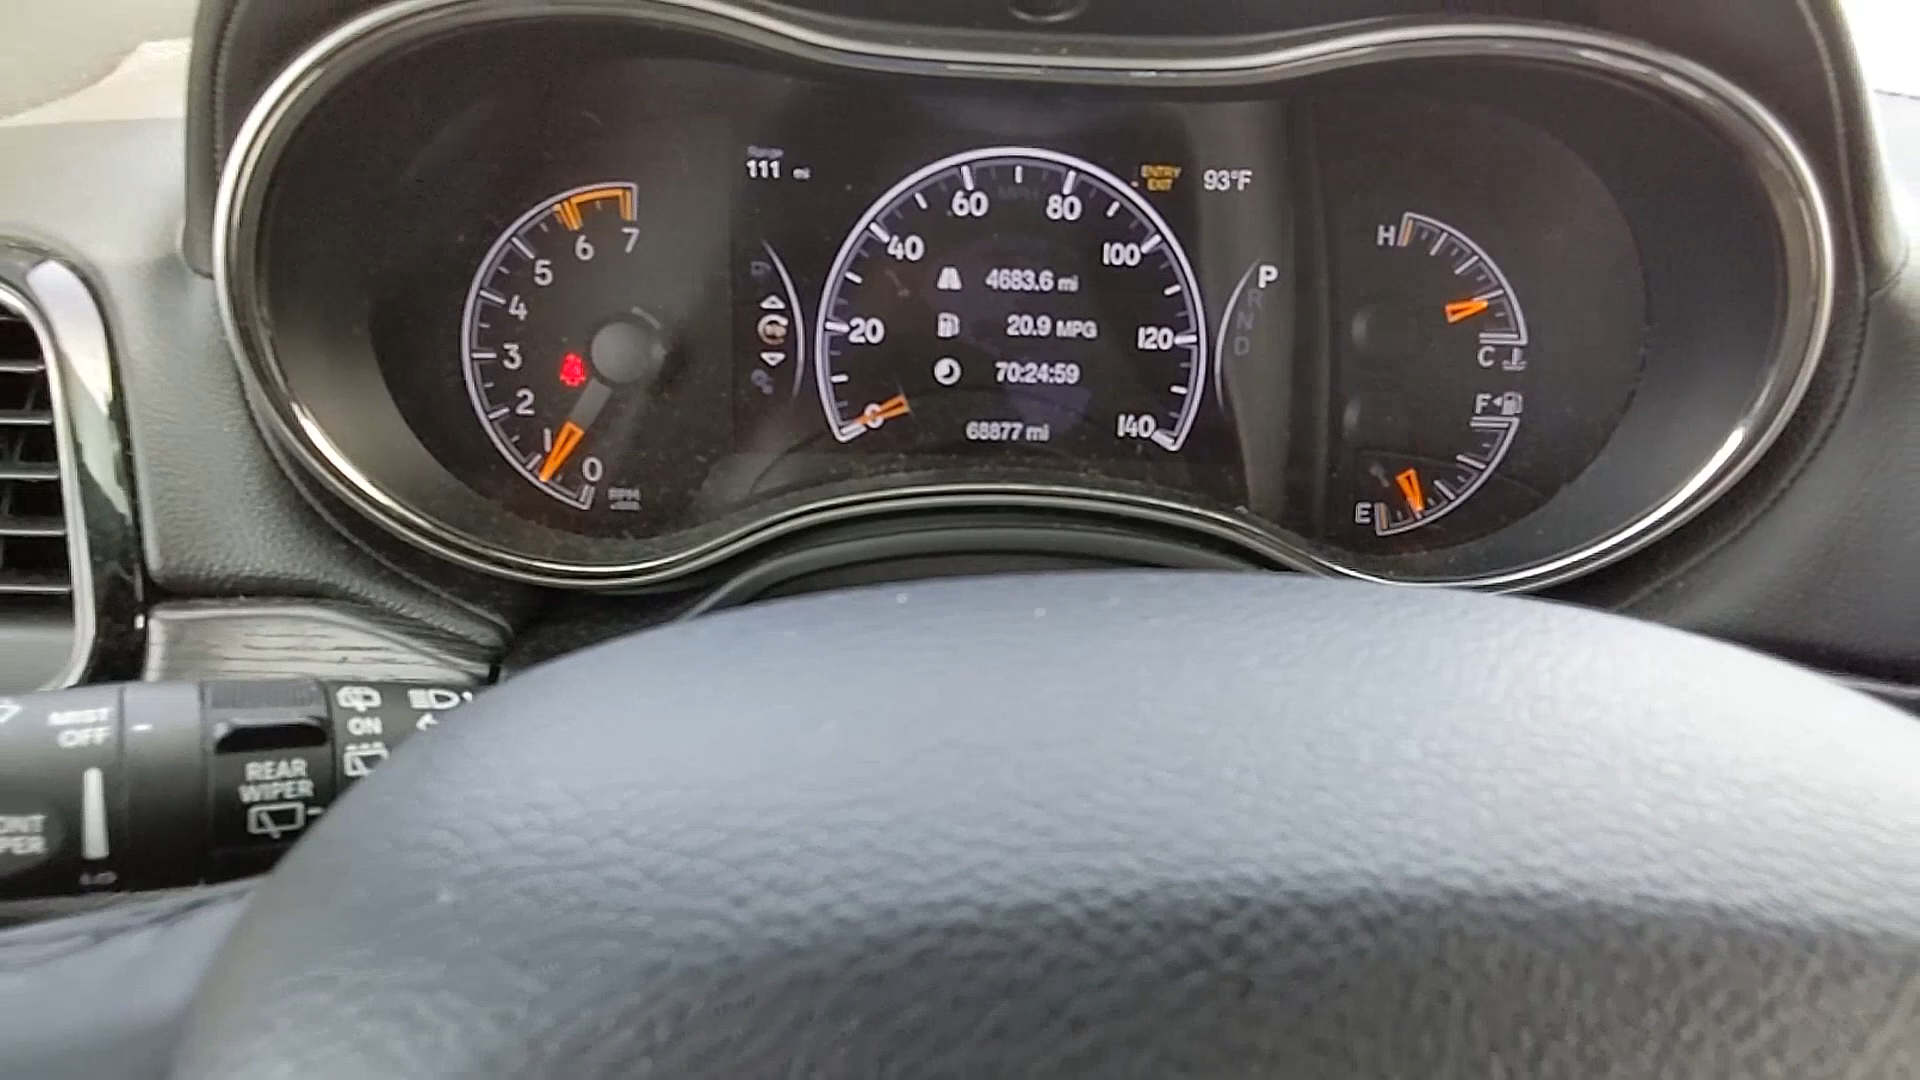 Range
111 mi
ENTRY
EXIT
93°F
0
1
2
3
4
5
6
7
RPM
0
20
40
60
80
100
120
140
4683.6 mi
20.9 MPG
70:24:59
68877 mi
P
R
N
D
H
C
F
E
MIST
OFF
LO
REAR
WIPER
ON